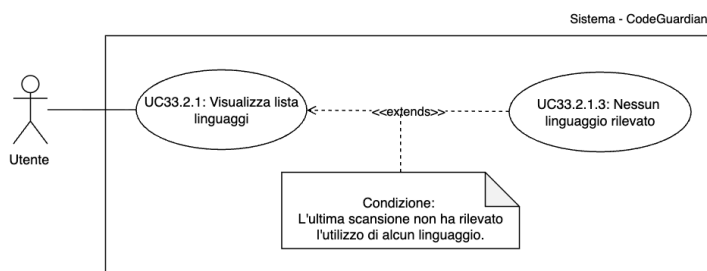 Sistema - CodeGuardian
UC33.2.1: Visualizza lista
linguaggi
<<extends>>
UC33.2.1.3: Nessun
linguaggio rilevato
Utente
Condizione:
L'ultima scansione non ha rilevato
l'utilizzo di alcun linguaggio.